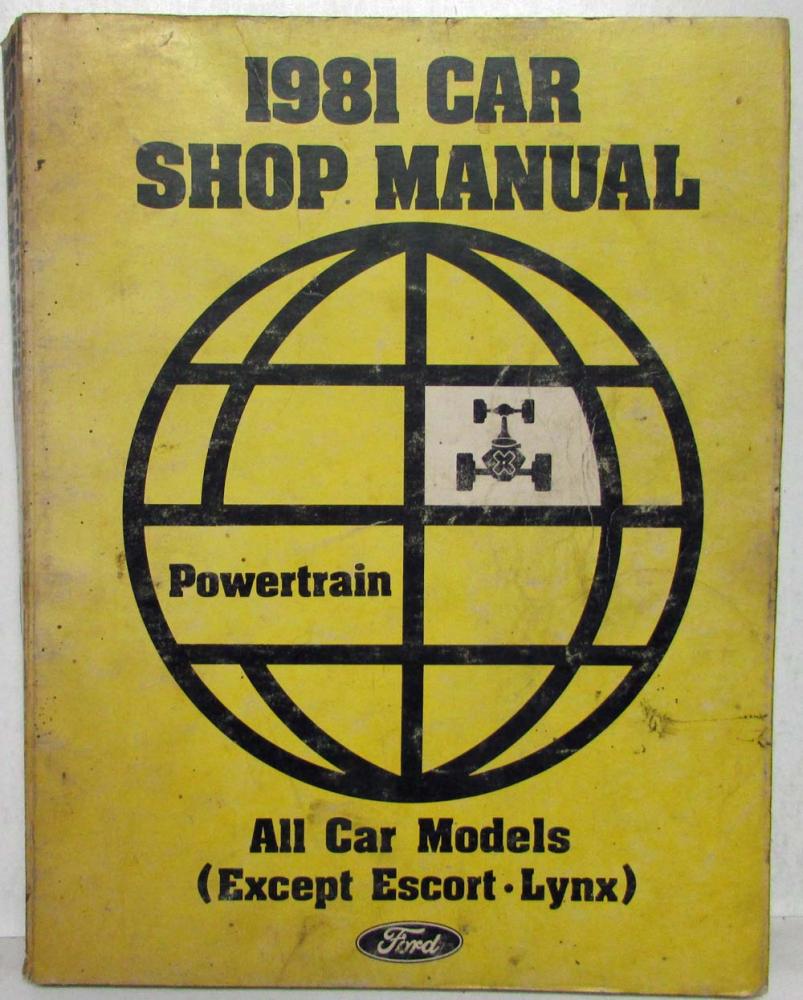 1981 CAR
SHOP MANUAL
Powertrain
All Car Models
(Except Escort · Lynx)
Ford